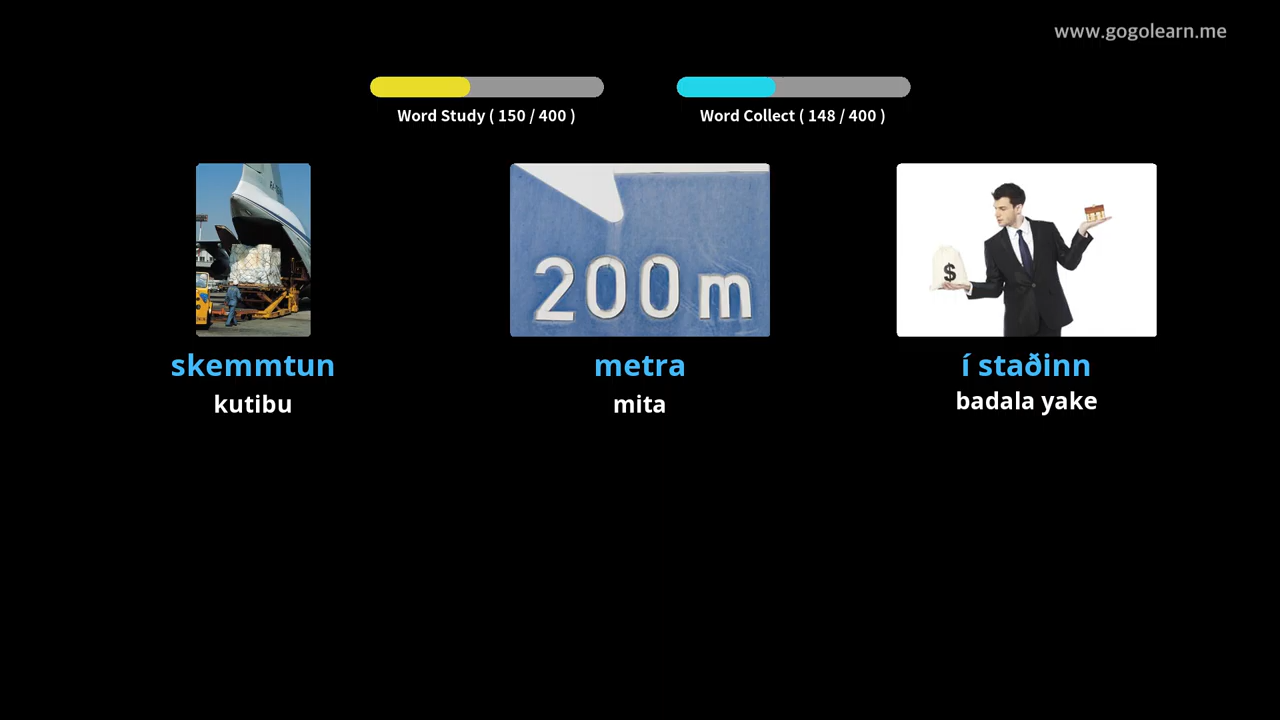 www.gogolearn.me
Word Study ( 150 / 400 )
Word Collect ( 148 / 400 )
200 m
$
skemmtun
metra
í staðinn
kutibu
mita
badala yake